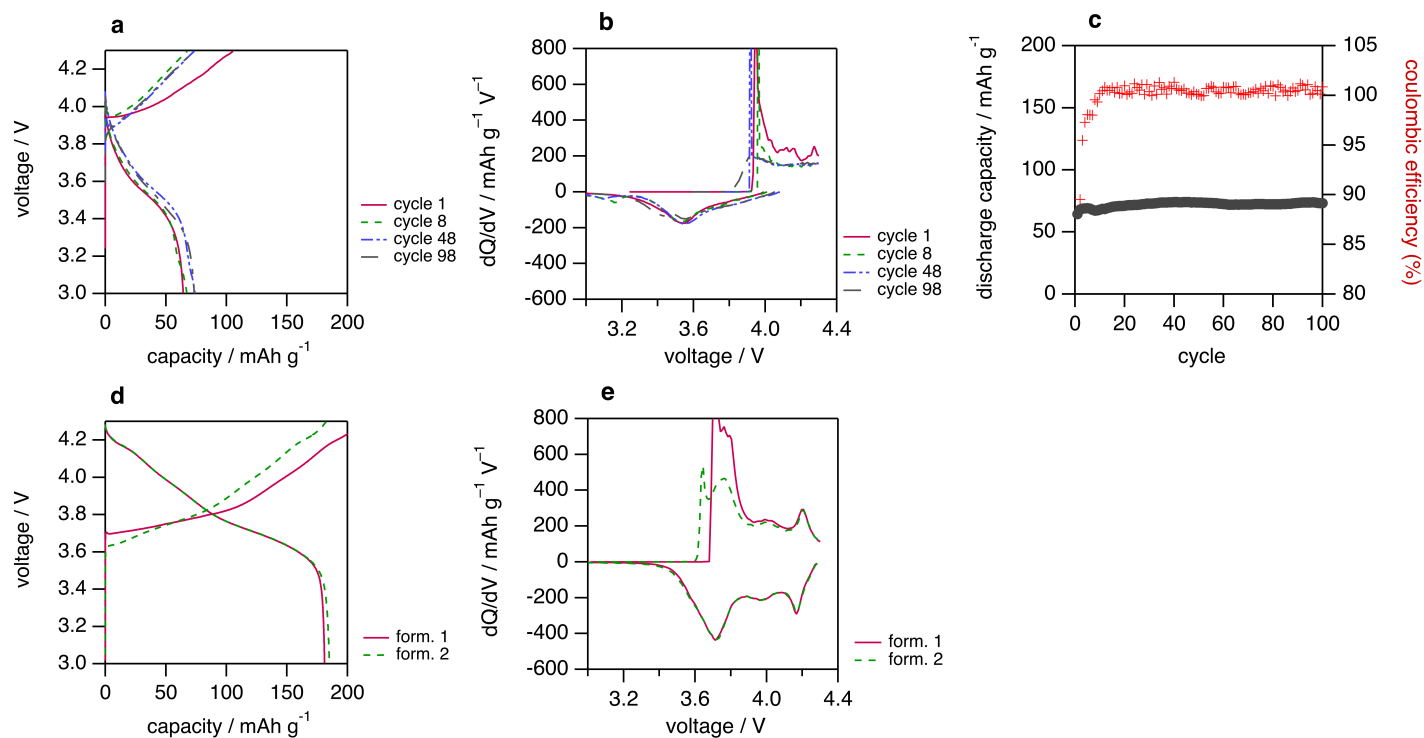 a
voltage / V
4.2
4.0
3.8
3.6
3.4
3.2
3.0
0 50 100 150 200
capacity / mAh g⁻¹
cycle 1
cycle 8
cycle 48
cycle 98
b
dQ/dV / mAh g⁻¹ V⁻¹
800
600
400
200
0
-200
-400
-600
3.2 3.6 4.0 4.4
voltage / V
cycle 1
cycle 8
cycle 48
cycle 98
c
discharge capacity / mAh g⁻¹
200
150
100
50
0
0 20 40 60 80 100
cycle
105
100
95
90
85
80
coulombic efficiency (%)
d
voltage / V
4.2
4.0
3.8
3.6
3.4
3.2
3.0
0 50 100 150 200
capacity / mAh g⁻¹
form. 1
form. 2
e
dQ/dV / mAh g⁻¹ V⁻¹
800
600
400
200
0
-200
-400
-600
3.2 3.6 4.0 4.4
voltage / V
form. 1
form. 2